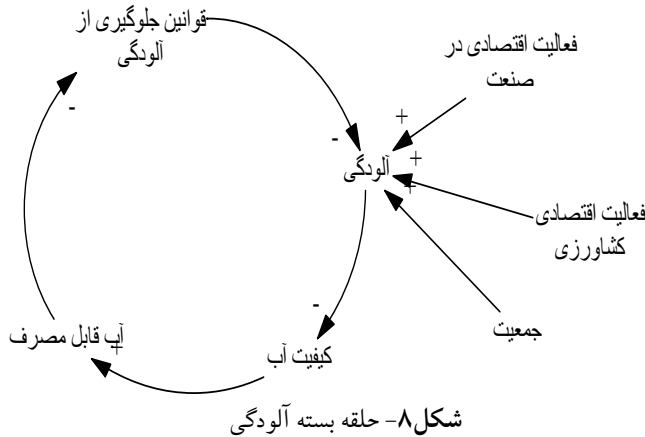 قوانین جلوگیری از
آلودگی
فعالیت اقتصادی در
صنعت
-
+
-
آلودگی
+
+
فعالیت اقتصادی
کشاورزی
-
جمعیت
آب قابل مصرف
+
کیفیت آب
شکل۸- حلقه بسته آلودگی